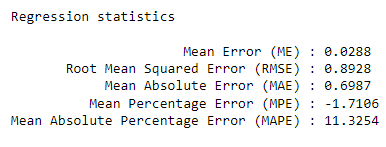 Regression statistics
Mean Error (ME) : 0.0288
Root Mean Squared Error (RMSE) : 0.8928
Mean Absolute Error (MAE) : 0.6987
Mean Percentage Error (MPE) : -1.7106
Mean Absolute Percentage Error (MAPE) : 11.3254